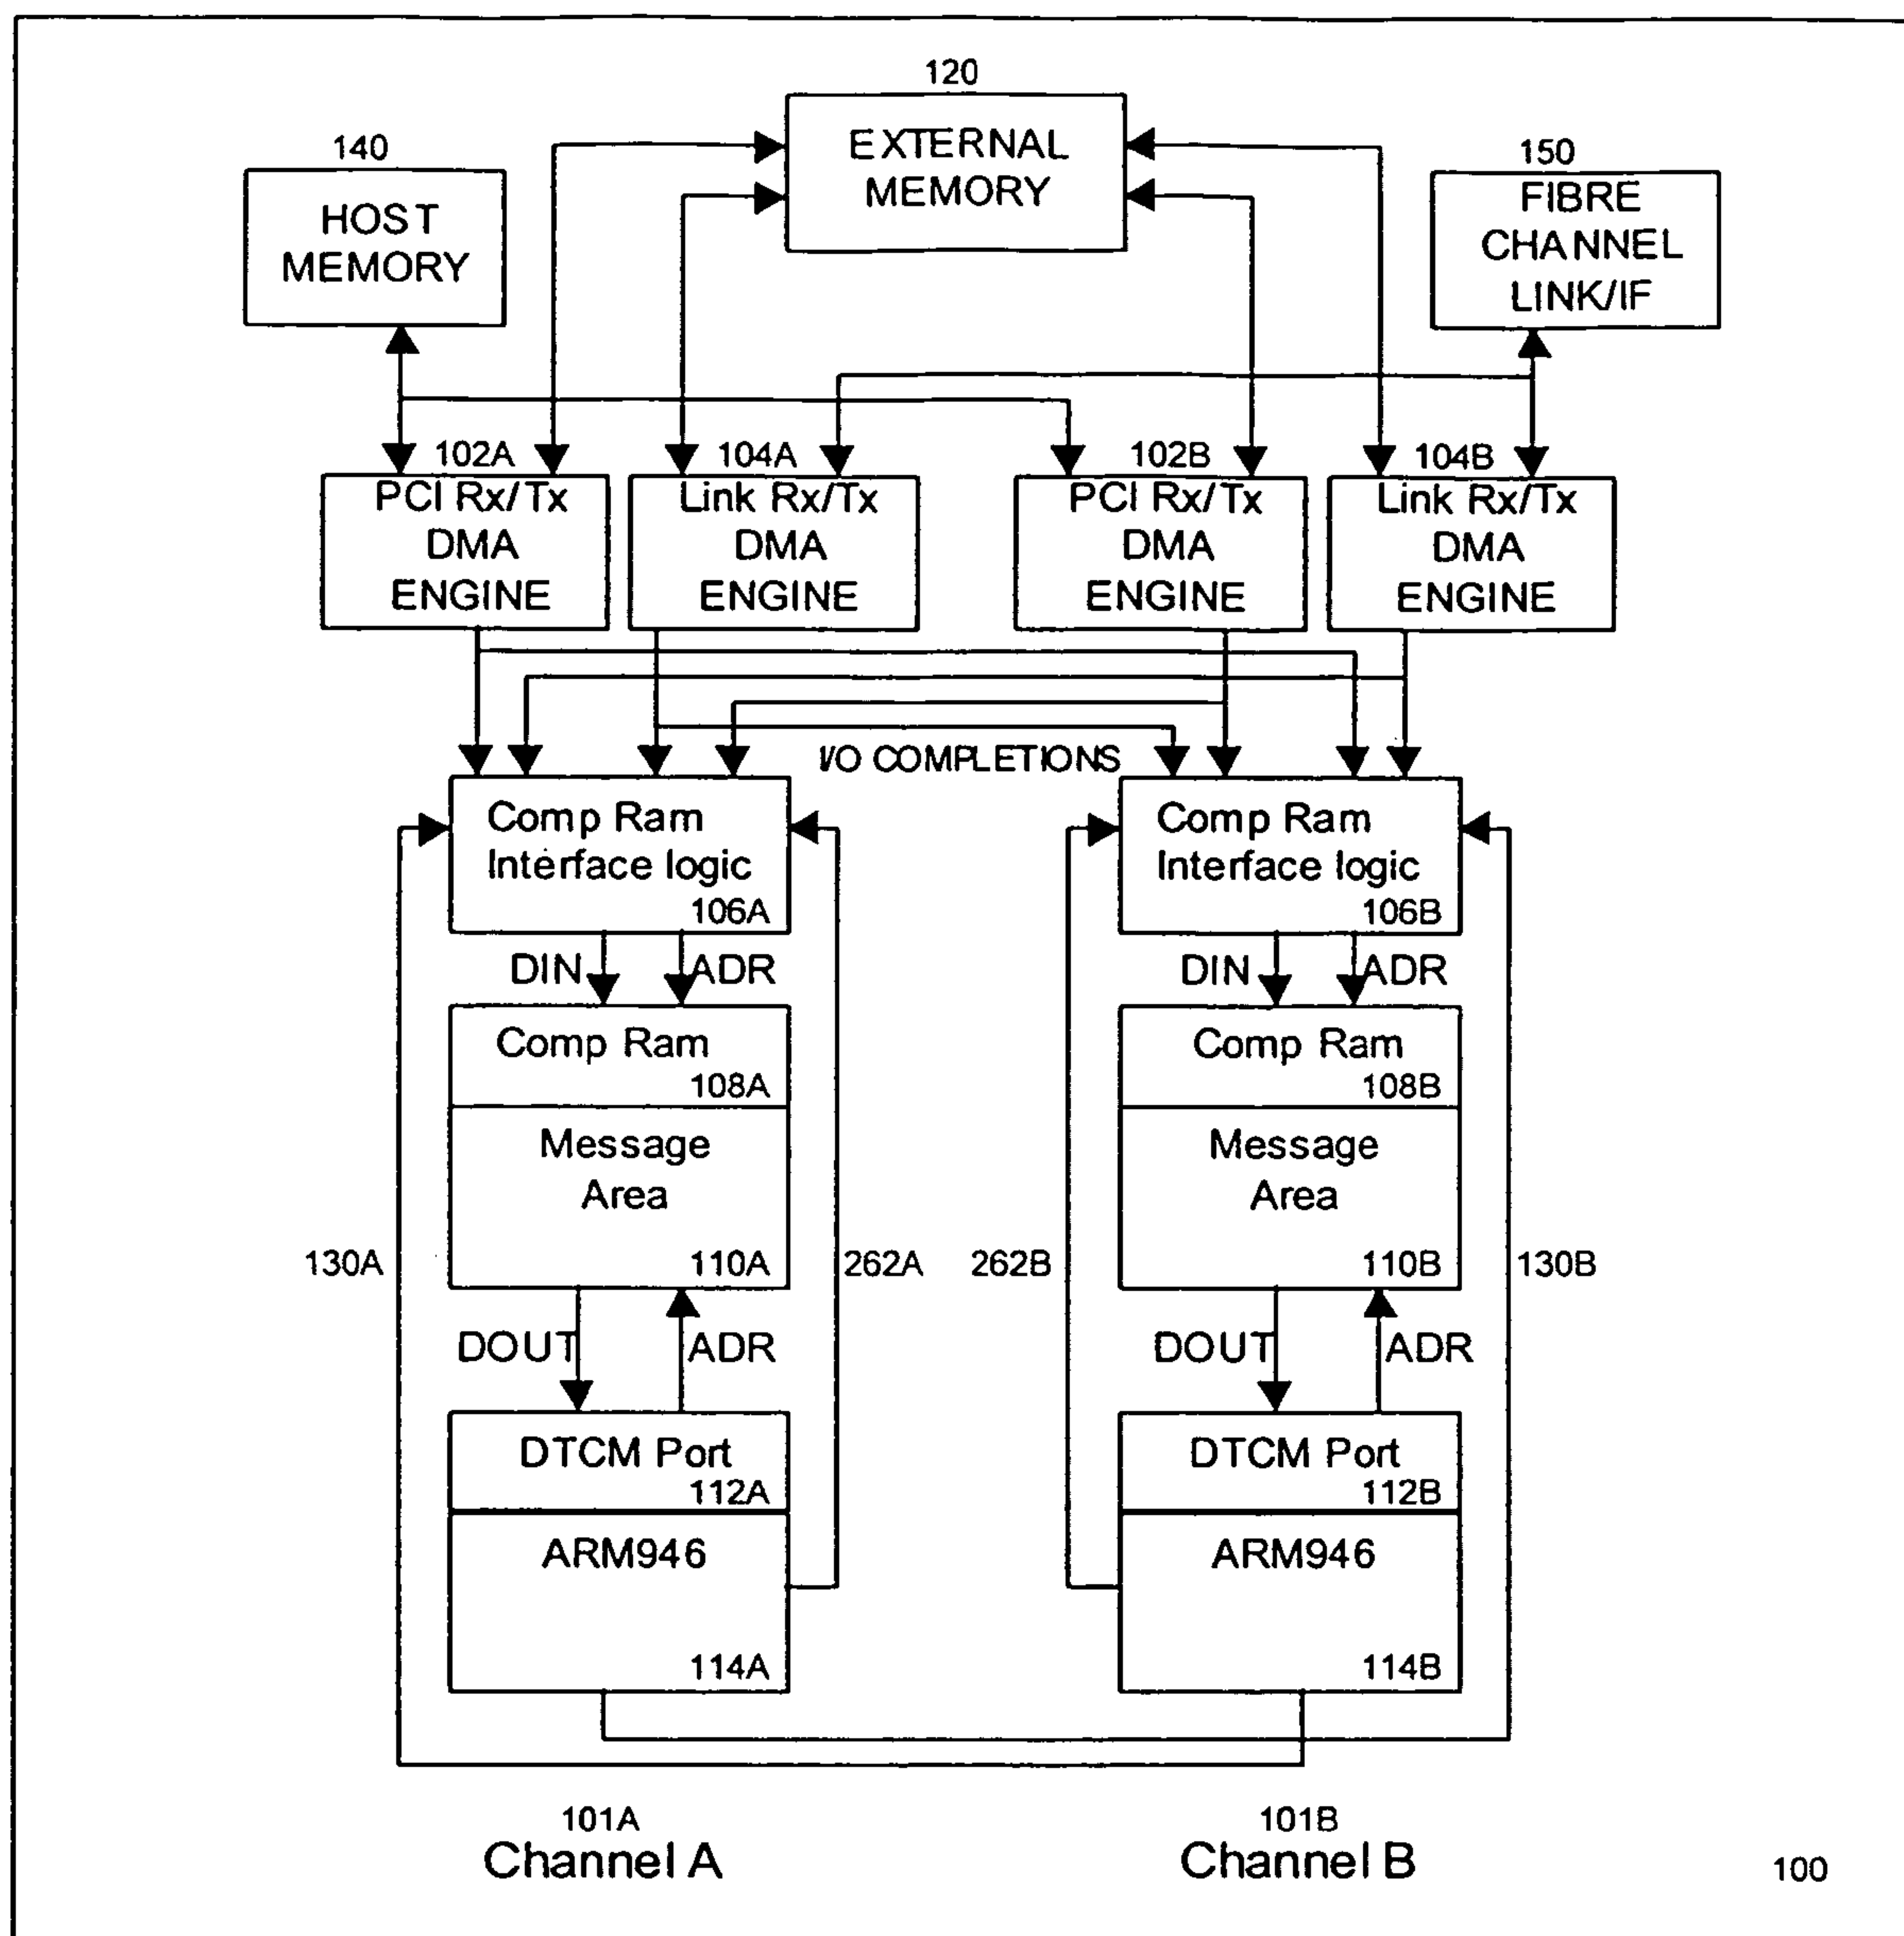 120
EXTERNAL
MEMORY
140
HOST
MEMORY
150
FIBRE
CHANNEL
LINK/IF
102A
PCI Rx/Tx
DMA
ENGINE
104A
Link Rx/Tx
DMA
ENGINE
102B
PCI Rx/Tx
DMA
ENGINE
104B
Link Rx/Tx
DMA
ENGINE
I/O COMPLETIONS
Comp Ram
Interface logic
106A
Comp Ram
Interface logic
106B
DIN
ADR
DIN
ADR
Comp Ram
108A
Comp Ram
108B
Message
Area
110A
Message
Area
110B
130A
262A
262B
130B
DOUT
ADR
DOUT
ADR
DTCM Port
112A
DTCM Port
112B
ARM946
114A
ARM946
114B
101A
Channel A
101B
Channel B
100